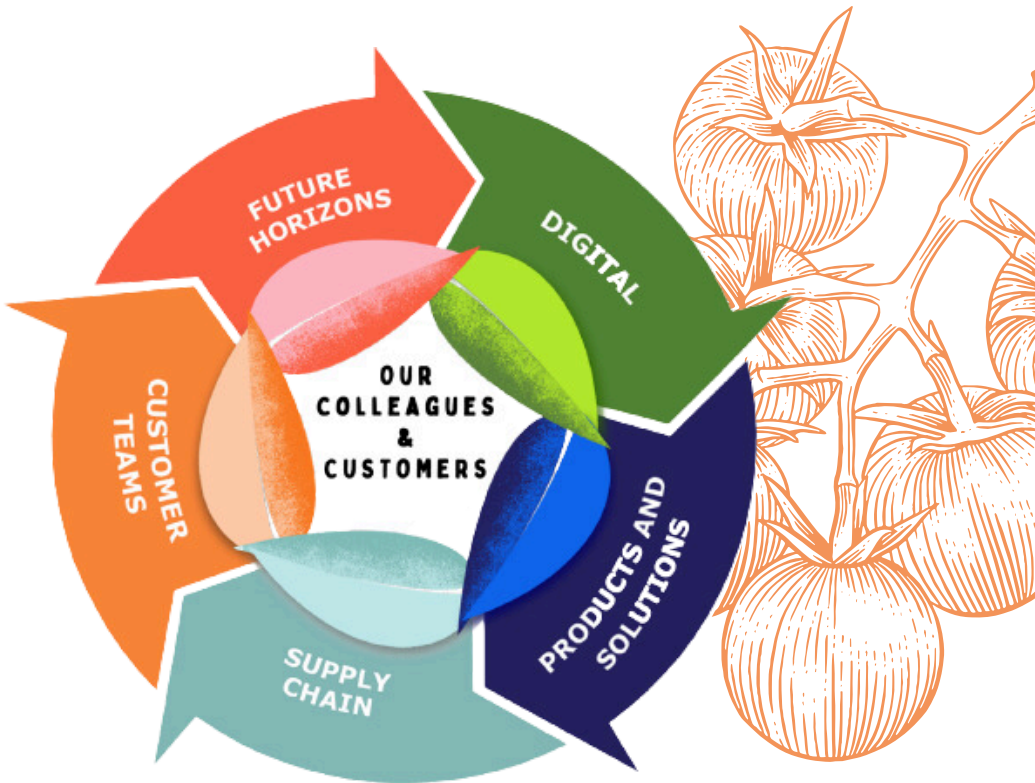 FUTURE
HORIZONS
DIGITAL
OUR
COLLEAGUES
&
CUSTOMERS
CUSTOMER
TEAMS
PRODUCTS AND
SOLUTIONS
SUPPLY
CHAIN